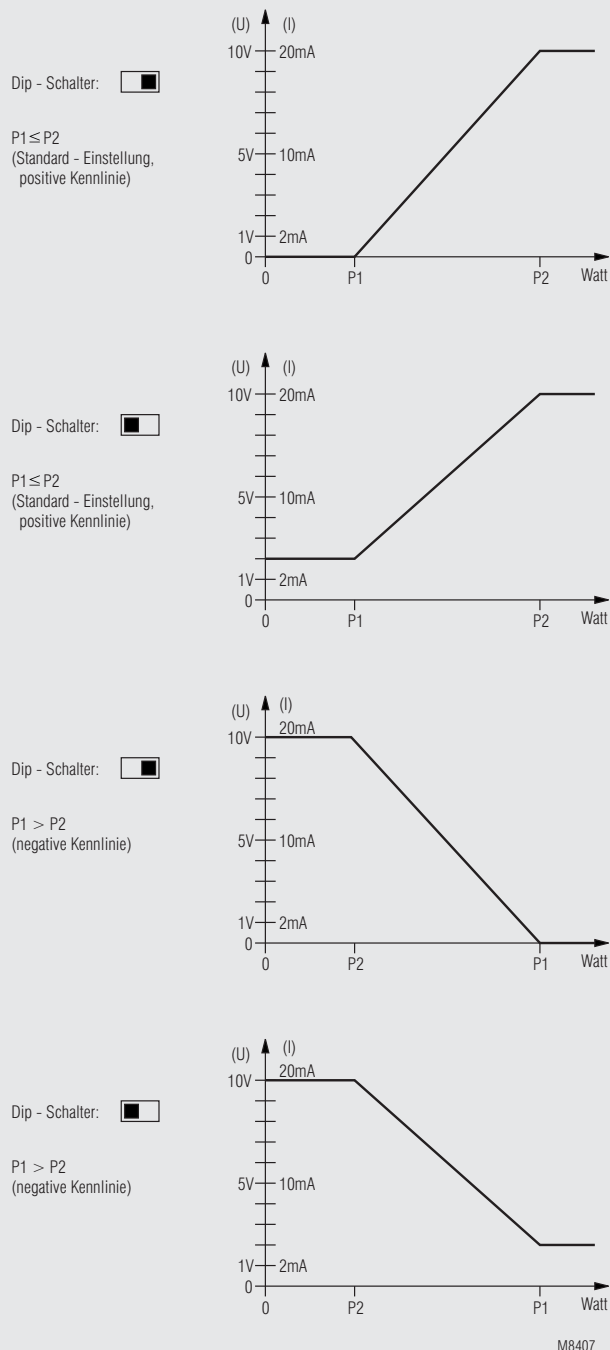 (U) (I)
10V 20mA
Dip - Schalter:
P1≤P2
(Standard - Einstellung,
positive Kennlinie)
5V 10mA
1V 2mA
0
0 P1 P2 Watt
(U) (I)
10V 20mA
Dip - Schalter:
P1≤P2
(Standard - Einstellung,
positive Kennlinie)
5V 10mA
1V 2mA
0
0 P1 P2 Watt
(U) (I)
10V 20mA
Dip - Schalter:
P1 > P2
(negative Kennlinie)
5V 10mA
1V 2mA
0
0 P2 P1 Watt
(U) (I)
10V 20mA
Dip - Schalter:
P1 > P2
(negative Kennlinie)
5V 10mA
1V 2mA
0
0 P2 P1 Watt
M8407